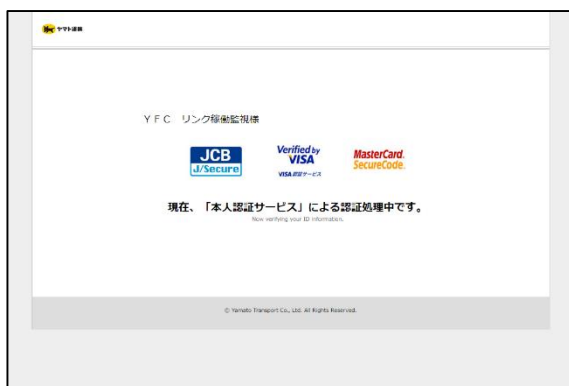 ヤマト運輸
ＹＦＣ　リンク稼働監視様
JCB
J/Secure
Verified by
VISA
VISA認証サービス
MasterCard.
SecureCode.
現在、「本人認証サービス」による認証処理中です。
Now verifying your ID information.
© Yamato Transport Co., Ltd. All Rights Reserved.